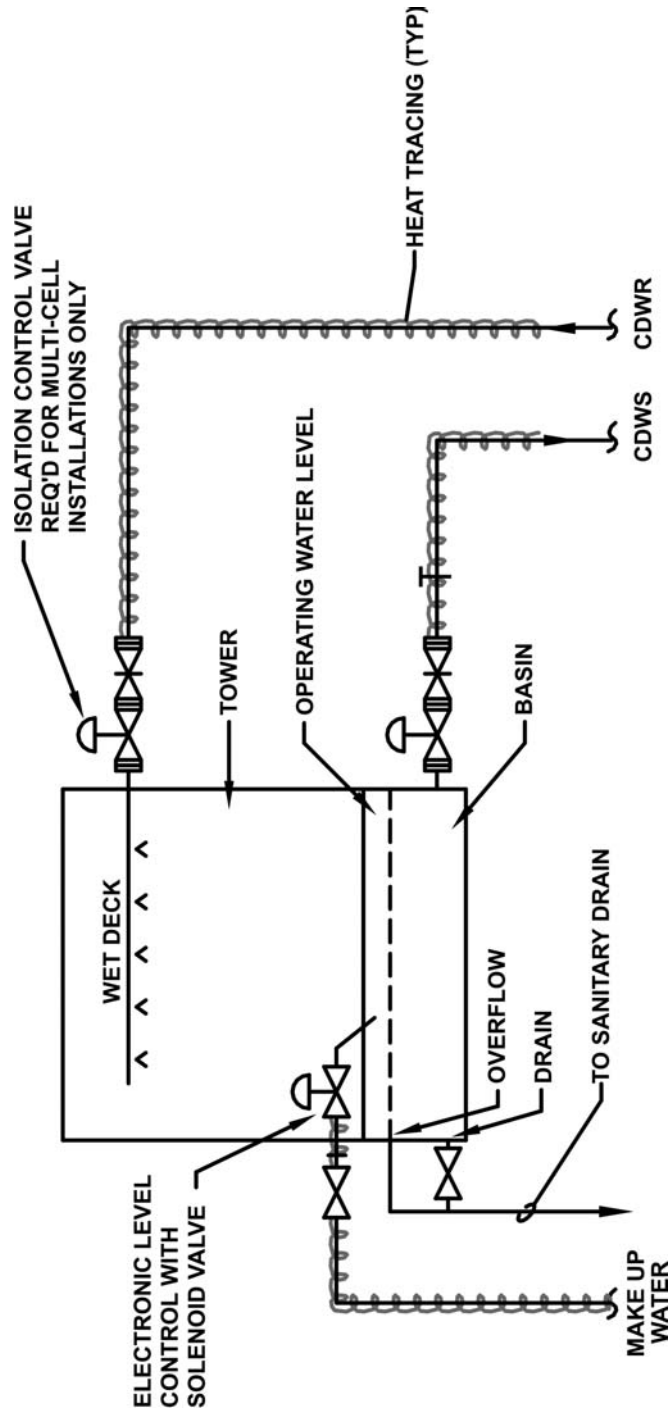 ISOLATION CONTROL VALVE
REQ'D FOR MULTI-CELL
INSTALLATIONS ONLY
WET DECK
TOWER
HEAT TRACING (TYP)
ELECTRONIC LEVEL
CONTROL WITH
SOLENOID VALVE
OPERATING WATER LEVEL
BASIN
OVERFLOW
DRAIN
TO SANITARY DRAIN
MAKE UP
WATER
CDWS
CDWR